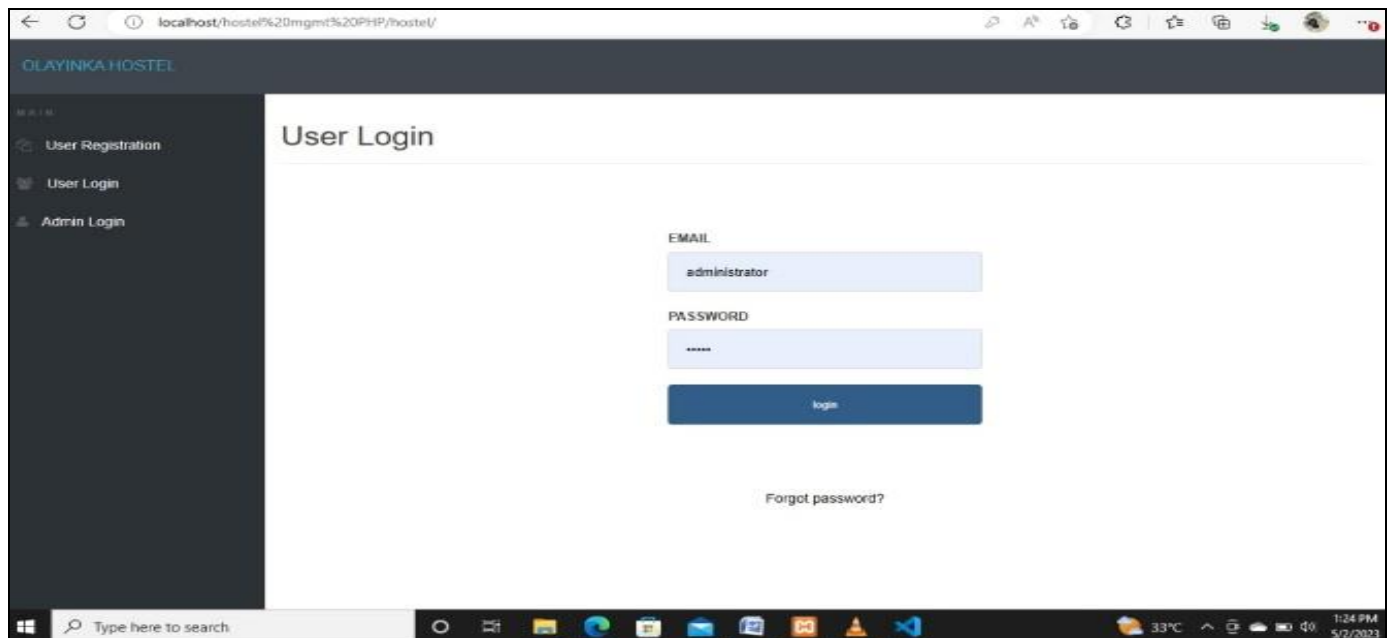 localhost/hostel%20mgmt%20PHP/hostel/
OLAYINKA HOSTEL
MAIN
User Registration
User Login
Admin Login
User Login
EMAIL
administrator
PASSWORD
•••••
login
Forgot password?
Type here to search
33°C
1:24 PM
5/2/2023